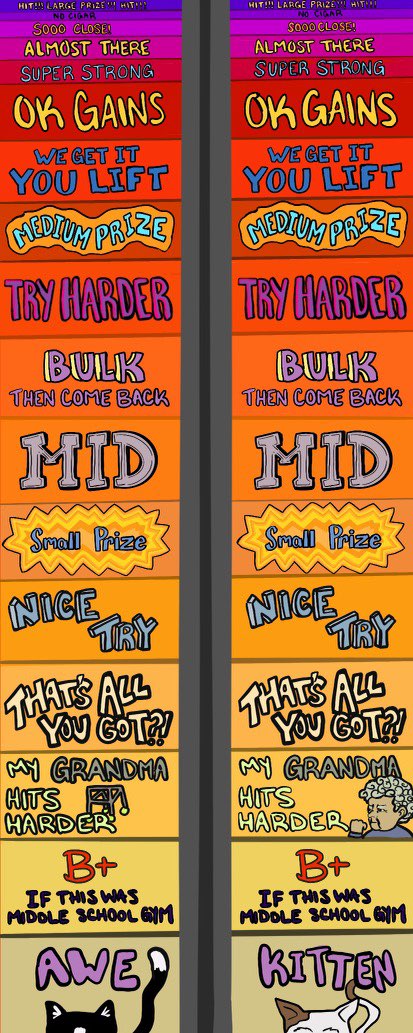 HIT!!! LARGE PRIZE!!! HIT!!!
NO CIGAR
SOOO CLOSE!
ALMOST THERE
SUPER STRONG
OK GAINS
WE GET IT
YOU LIFT
MEDIUM PRIZE
TRY HARDER
BULK
THEN COME BACK
MID
Small Prize
NICE
TRY
THAT'S ALL
YOU GOT?!
MY GRANDMA
HITS
HARDER
B+
IF THIS WAS
MIDDLE SCHOOL GYM
AWE
HIT!!! LARGE PRIZE!!! HIT!!!
NO CIGAR
SOOO CLOSE!
ALMOST THERE
SUPER STRONG
OK GAINS
WE GET IT
YOU LIFT
MEDIUM PRIZE
TRY HARDER
BULK
THEN COME BACK
MID
Small Prize
NICE
TRY
THAT'S ALL
YOU GOT?!
MY GRANDMA
HITS
HARDER
B+
IF THIS WAS
MIDDLE SCHOOL GYM
KITTEN